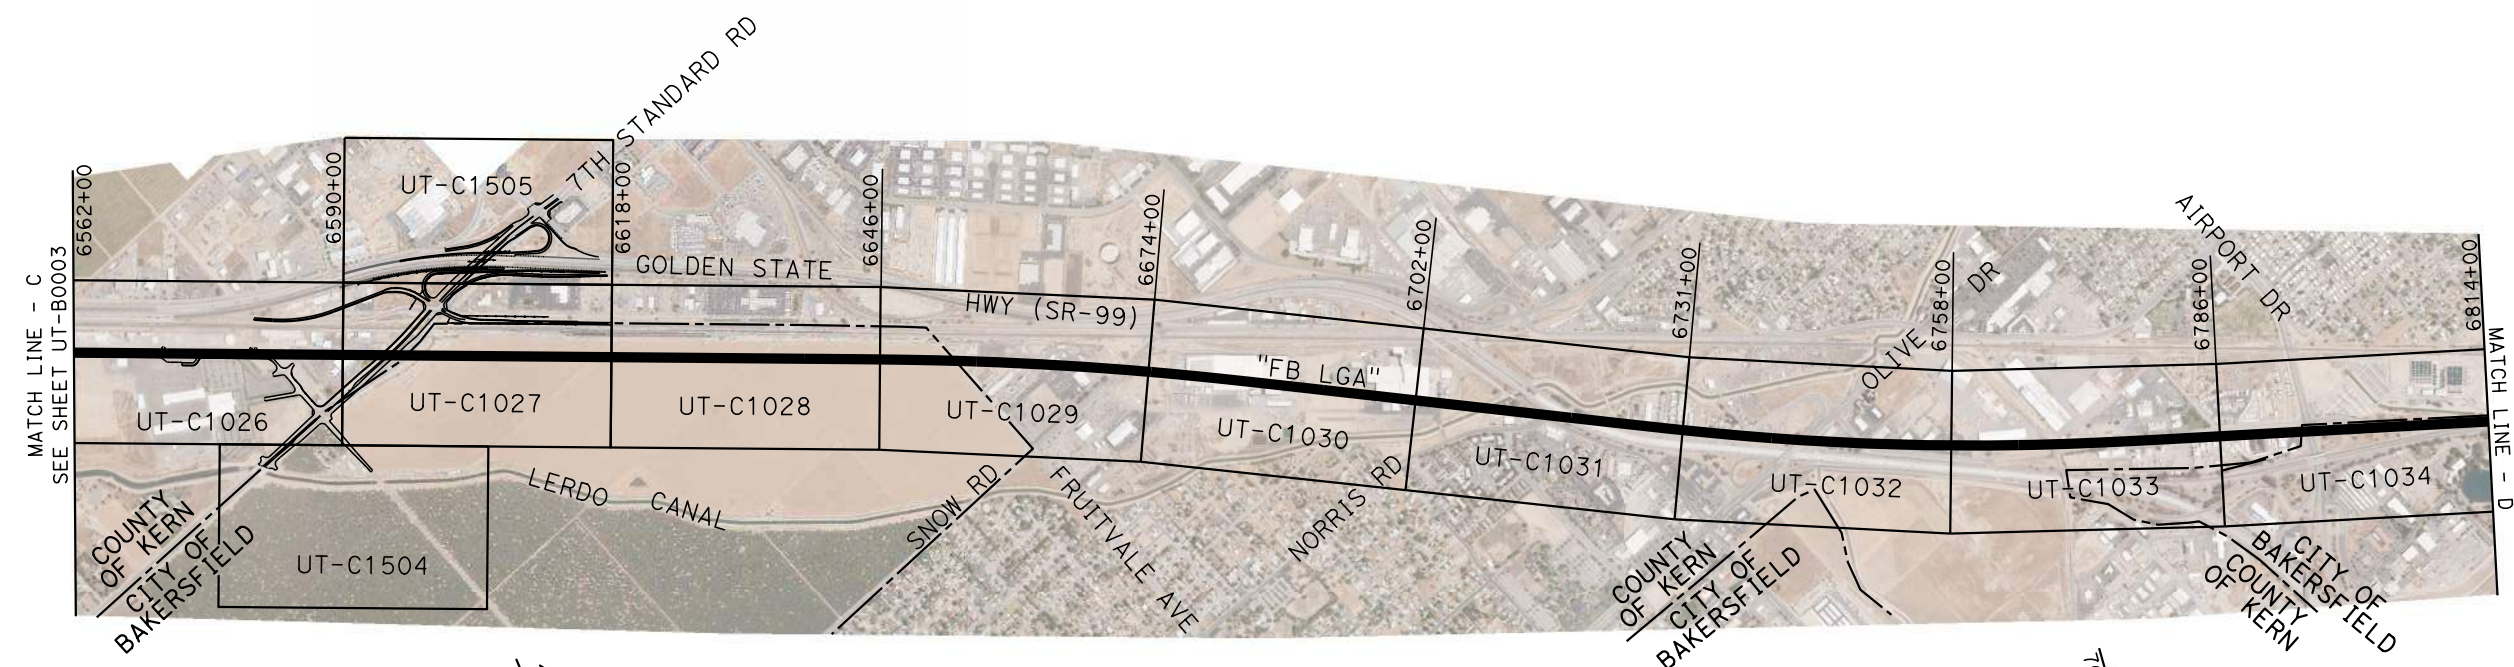 MATCH LINE - C
SEE SHEET UT-B0003
6562+00
6590+00
6618+00
6646+00
6674+00
6702+00
6731+00
6758+00
6786+00
6814+00
7TH STANDARD RD
UT-C1505
GOLDEN STATE
HWY (SR-99)
"FB LGA"
OLIVE DR
AIRPORT DR
UT-C1026
UT-C1027
UT-C1028
UT-C1029
UT-C1030
UT-C1031
UT-C1032
UT-C1033
UT-C1034
LERDO CANAL
SNOW RD
FRUITVALE AVE
NORRIS RD
UT-C1504
COUNTY
OF KERN
CITY OF
BAKERSFIELD
COUNTY
OF KERN
CITY OF
BAKERSFIELD
CITY OF
BAKERSFIELD
COUNTY
OF KERN
MATCH LINE - D